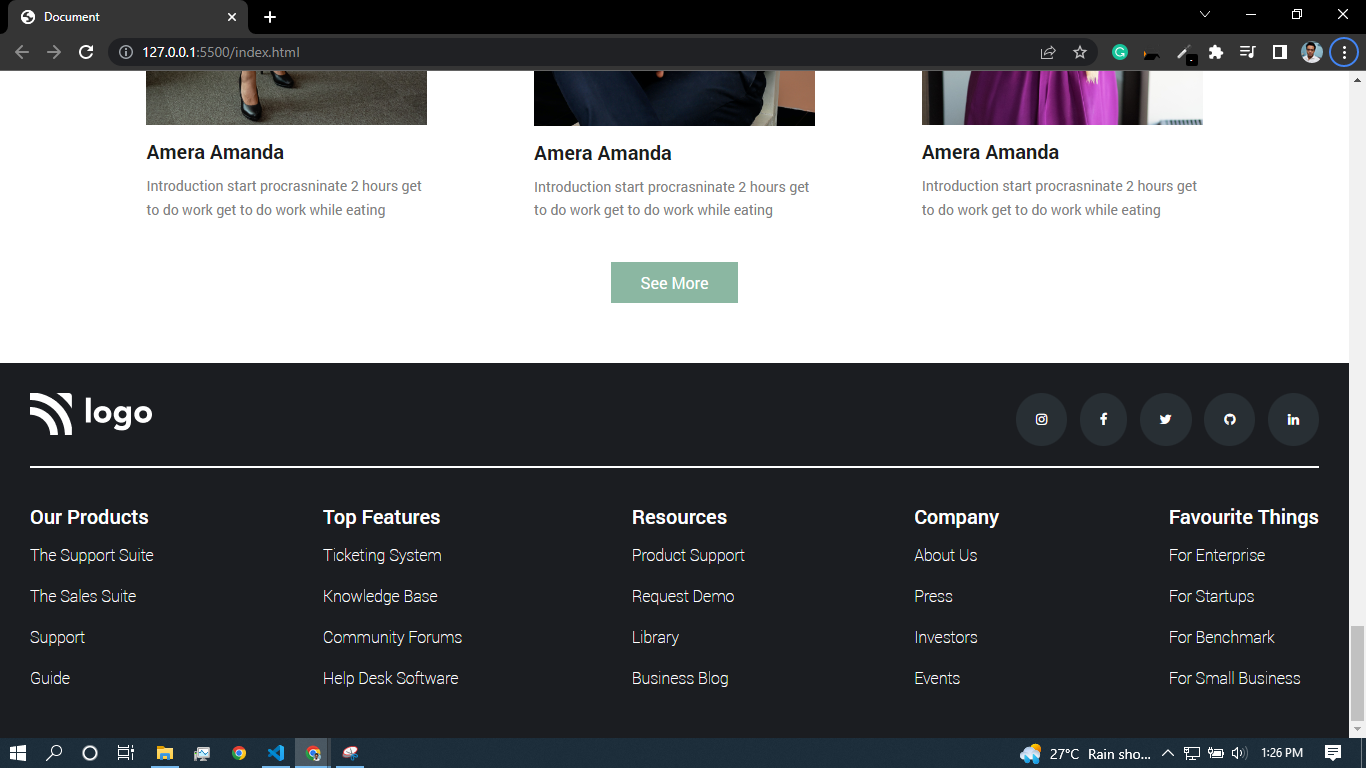 Document
127.0.0.1:5500/index.html
Amera Amanda
Introduction start procrasninate 2 hours get
to do work get to do work while eating
Amera Amanda
Introduction start procrasninate 2 hours get
to do work get to do work while eating
Amera Amanda
Introduction start procrasninate 2 hours get
to do work get to do work while eating
See More
logo
Our Products
The Support Suite
The Sales Suite
Support
Guide
Top Features
Ticketing System
Knowledge Base
Community Forums
Help Desk Software
Resources
Product Support
Request Demo
Library
Business Blog
Company
About Us
Press
Investors
Events
Favourite Things
For Enterprise
For Startups
For Benchmark
For Small Business
27°C Rain sho...
1:26 PM